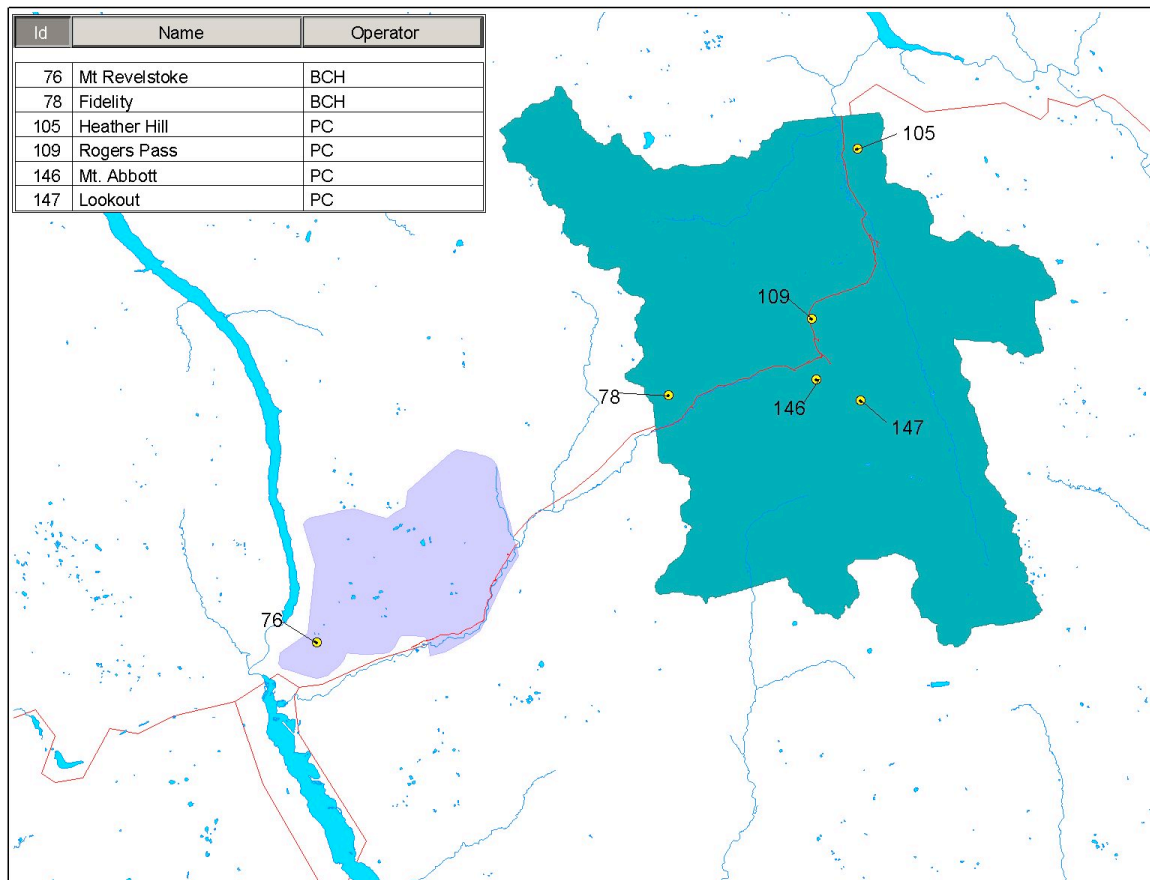 Id Name Operator
76 Mt Revelstoke BCH
78 Fidelity BCH
105 Heather Hill PC
109 Rogers Pass PC
146 Mt. Abbott PC
147 Lookout PC
105
109
78
146
147
76